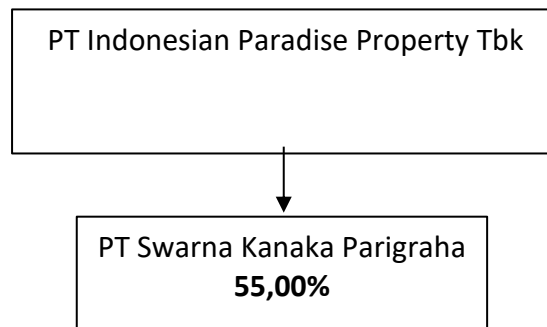 PT Indonesian Paradise Property Tbk
PT Swarna Kanaka Parigraha
55,00%